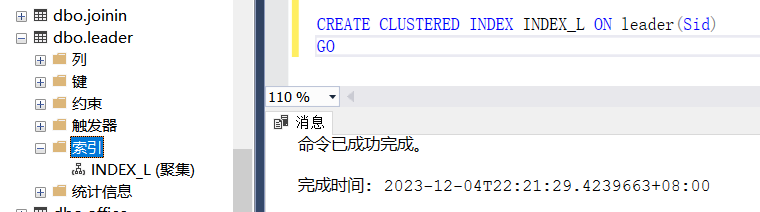 dbo.joinin
dbo.leader
列
键
约束
触发器
索引
INDEX_L (聚集)
统计信息
dbo.office
CREATE CLUSTERED INDEX INDEX_L ON leader(Sid)
GO
110 %
消息
命令已成功完成。
完成时间: 2023-12-04T22:21:29.4239663+08:00